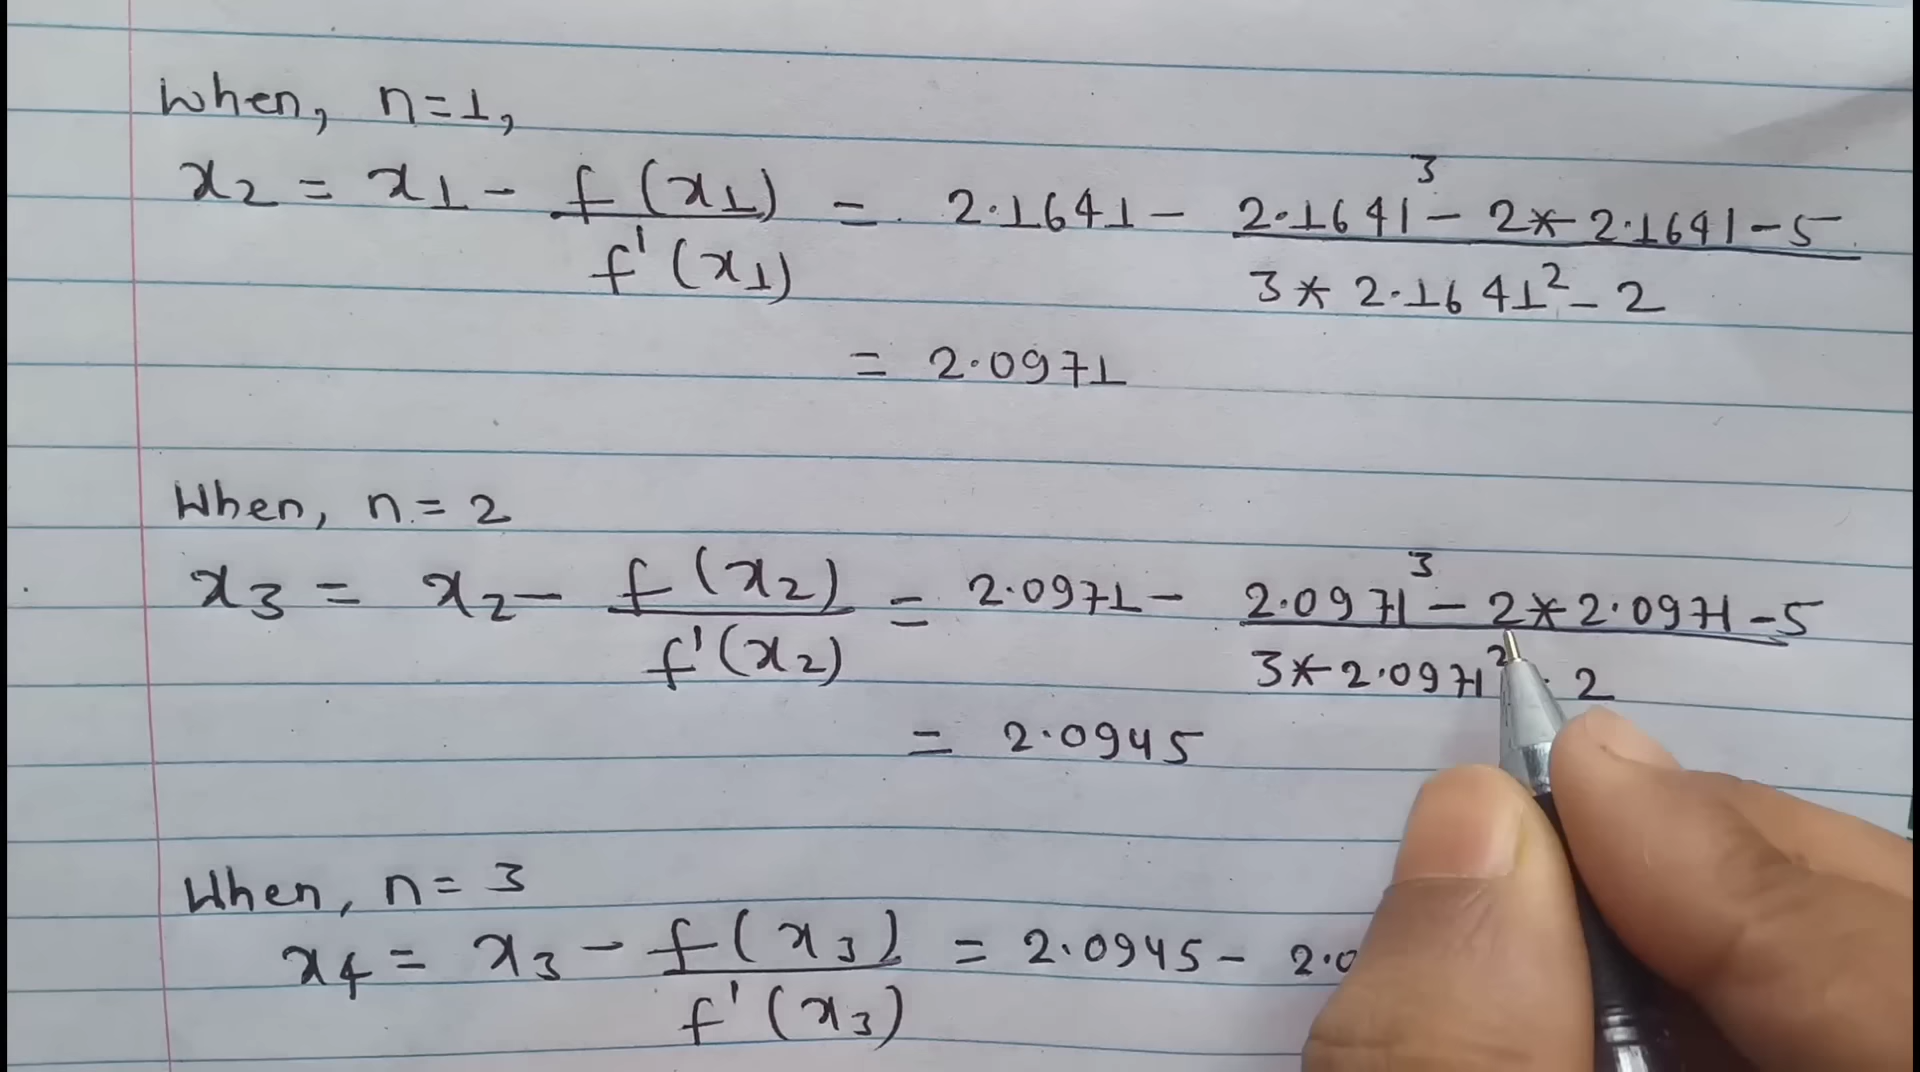 When, n=1,
x₂ = x₁ - f(x₁)/f'(x₁) = 2.1641 - (2.1641³ - 2*2.1641 - 5)/(3*2.1641² - 2)
= 2.0971
When, n=2
x₃ = x₂ - f(x₂)/f'(x₂) = 2.0971 - (2.0971³ - 2*2.0971 - 5)/(3*2.0971² - 2)
= 2.0945
When, n=3
x₄ = x₃ - f(x₃)/f'(x₃) = 2.0945 - 2.0